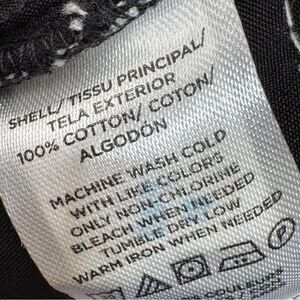 SHELL/ TISSU PRINCIPAL/
TELA EXTERIOR
100% COTTON/ COTON/
ALGODÓN
MACHINE WASH COLD
WITH LIKE COLORS
ONLY NON-CHLORINE
BLEACH WHEN NEEDED
TUMBLE DRY LOW
WARM IRON WHEN NEEDED
P